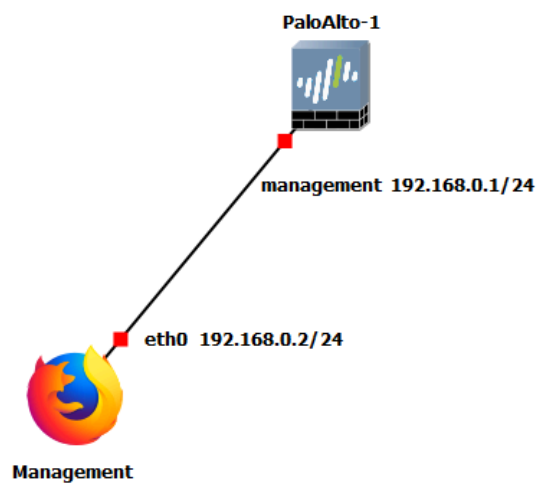 PaloAlto-1
management 192.168.0.1/24
eth0 192.168.0.2/24
Management